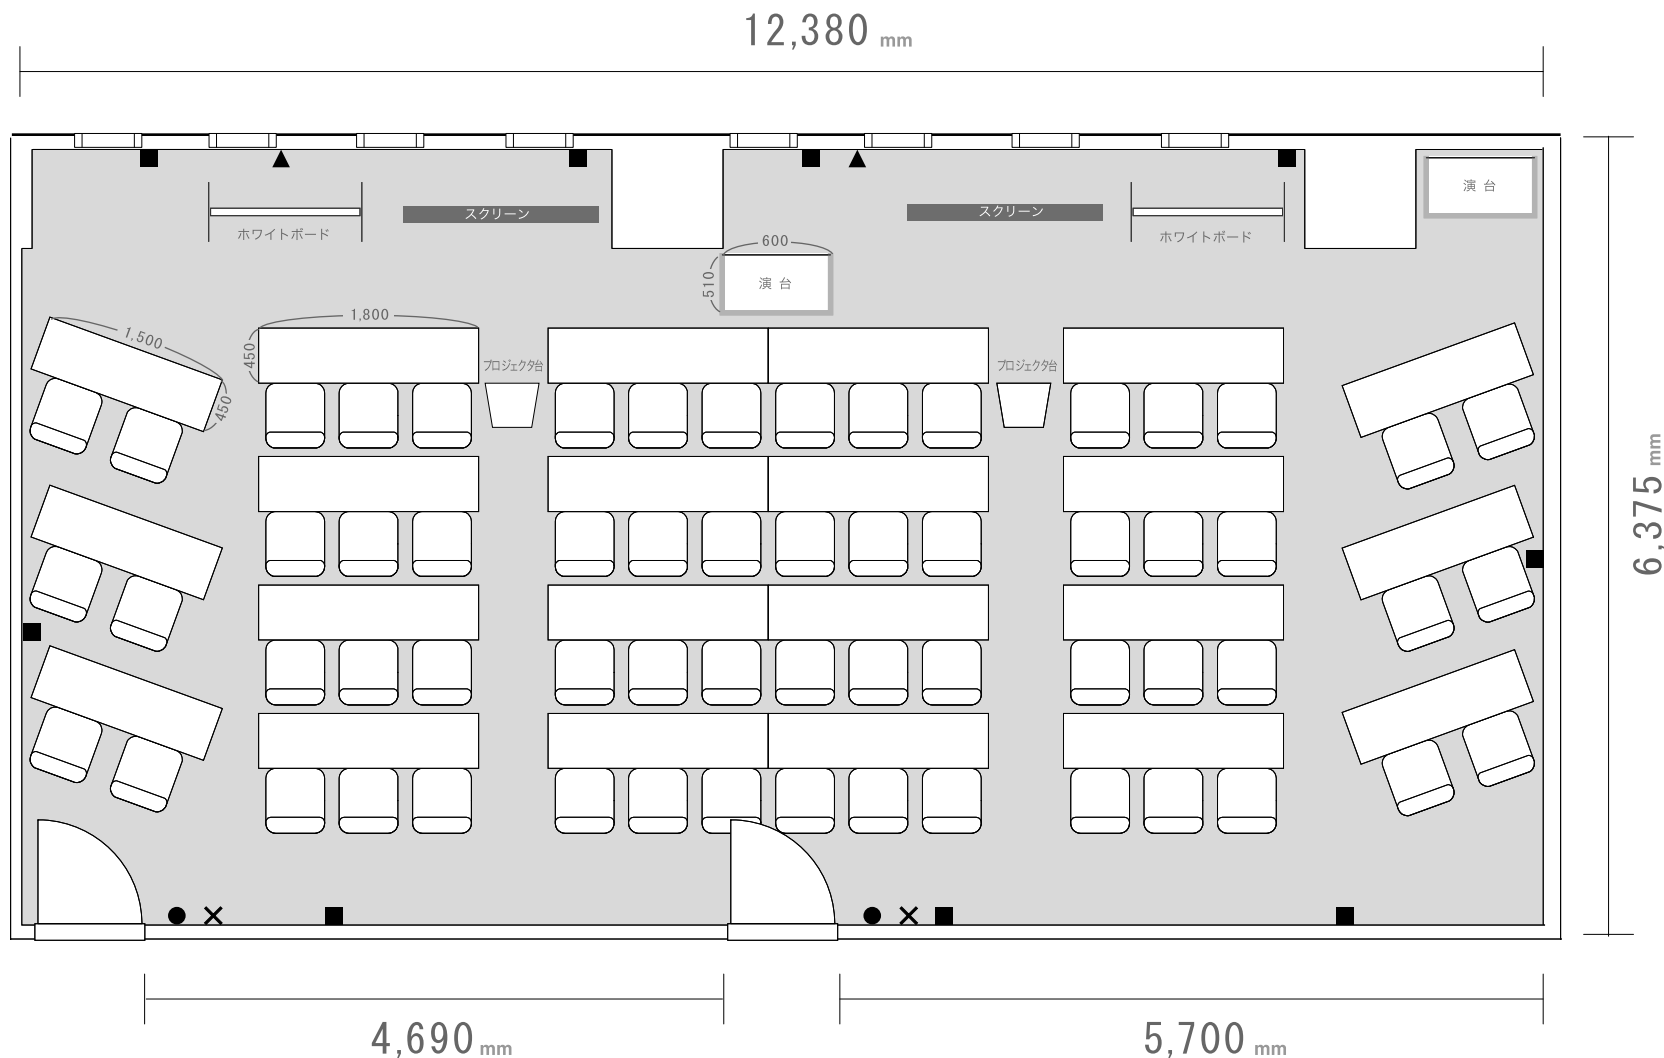 12,380 mm
スクリーン
スクリーン
演 台
ホワイトボード
ホワイトボード
600
510
演 台
1,800
1,500
450
450
プロジェクタ台
プロジェクタ台
6,375 mm
4,690 mm
5,700 mm